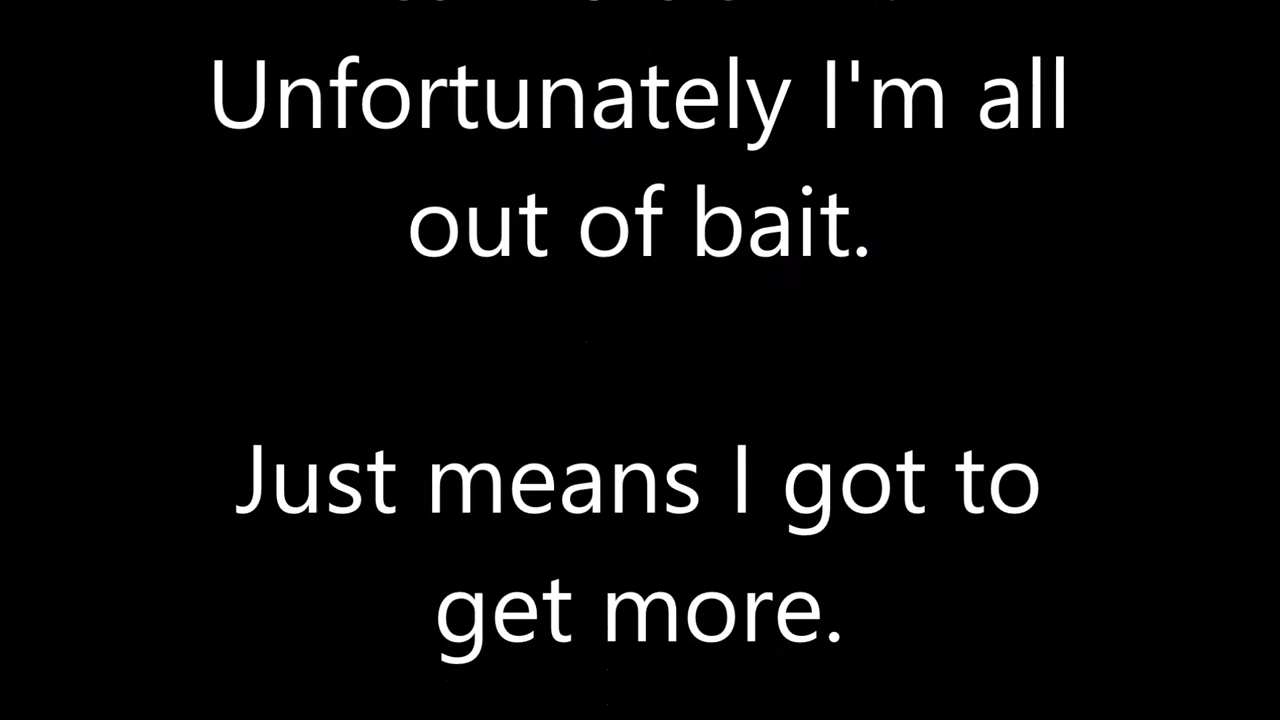 Unfortunately I'm all
out of bait.
Just means I got to
get more.